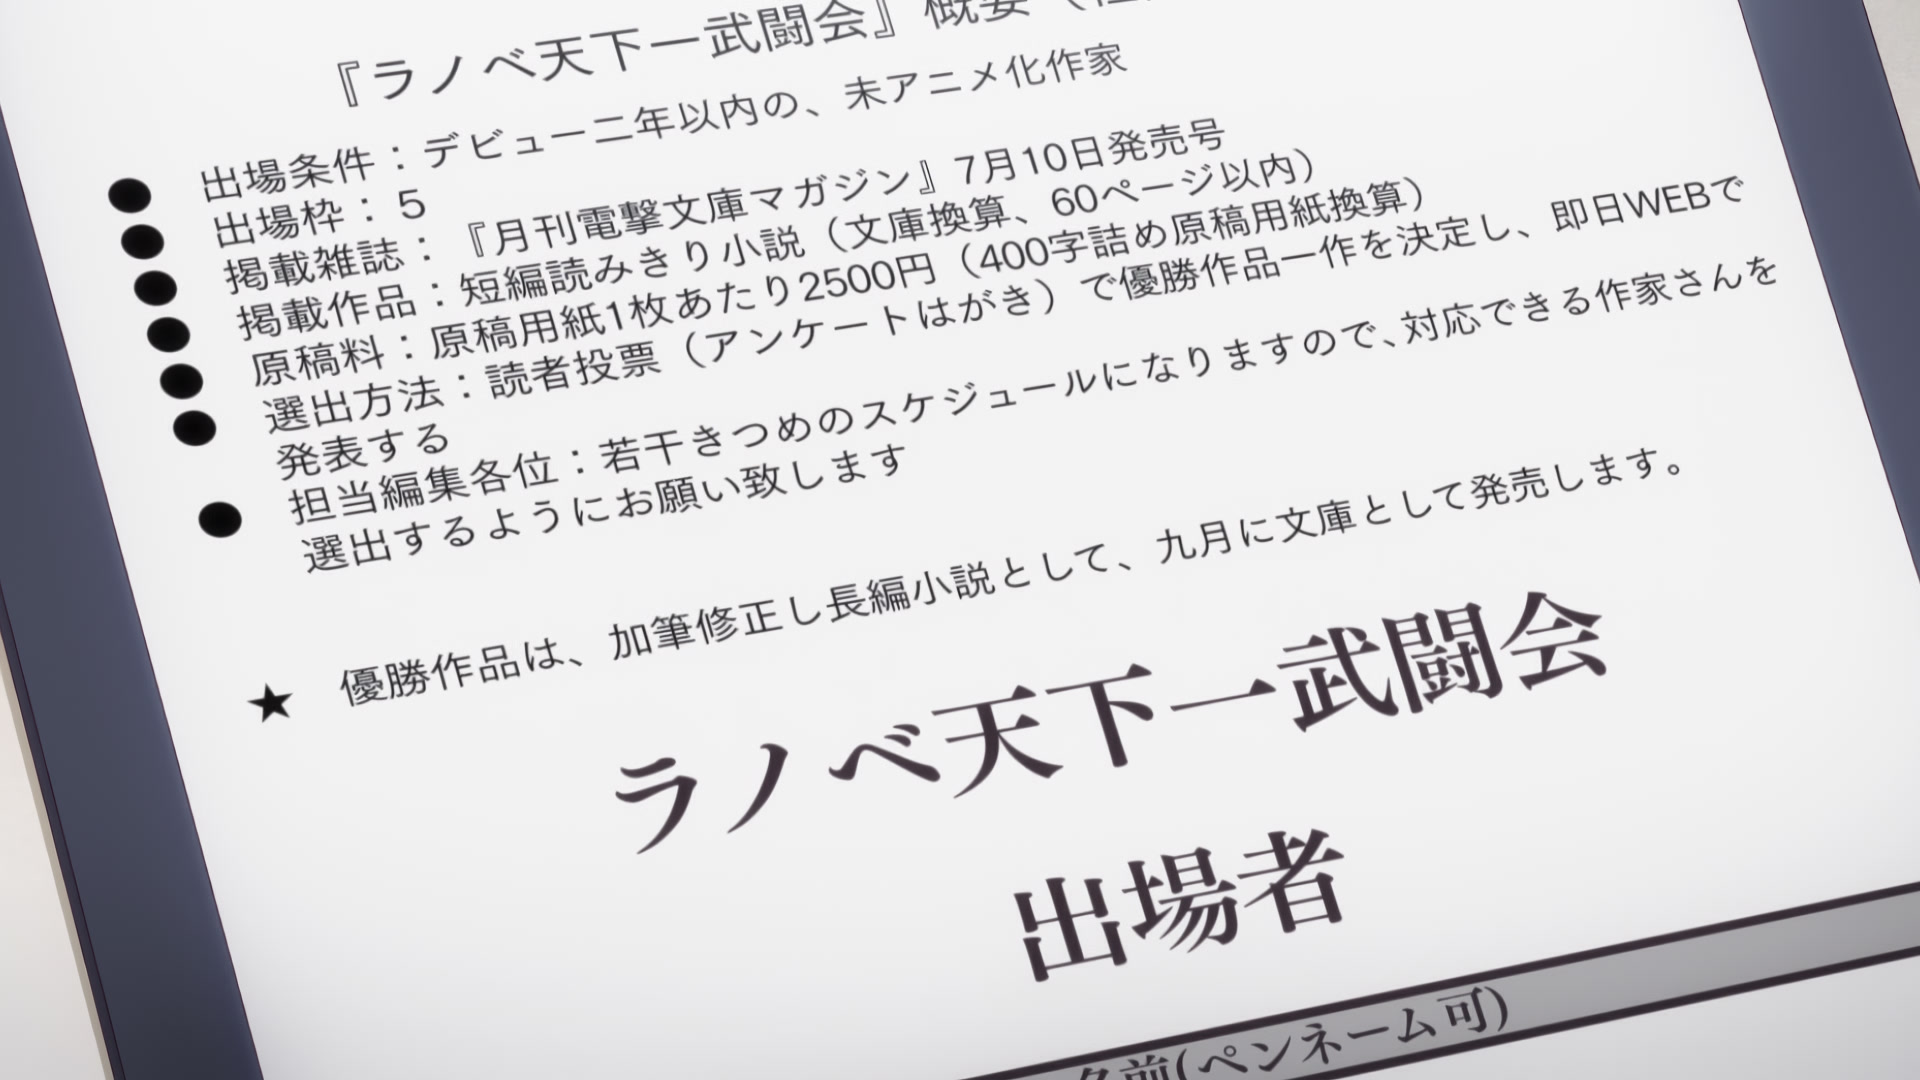 『ラノベ天下一武闘会』概要(社
● 出場条件：デビュー二年以内の、未アニメ化作家
● 出場枠：５
● 掲載雑誌：『月刊電撃文庫マガジン』7月10日発売号
● 掲載作品：短編読みきり小説（文庫換算、60ページ以内）
● 原稿料：原稿用紙1枚あたり2500円（400字詰め原稿用紙換算）
● 選出方法：読者投票（アンケートはがき）で優勝作品一作を決定し、即日WEBで
発表する
● 担当編集各位：若干きつめのスケジュールになりますので、対応できる作家さんを
選出するようにお願い致します
★ 優勝作品は、加筆修正し長編小説として、九月に文庫として発売します。
ラノベ天下一武闘会
出場者
名前(ペンネーム可)